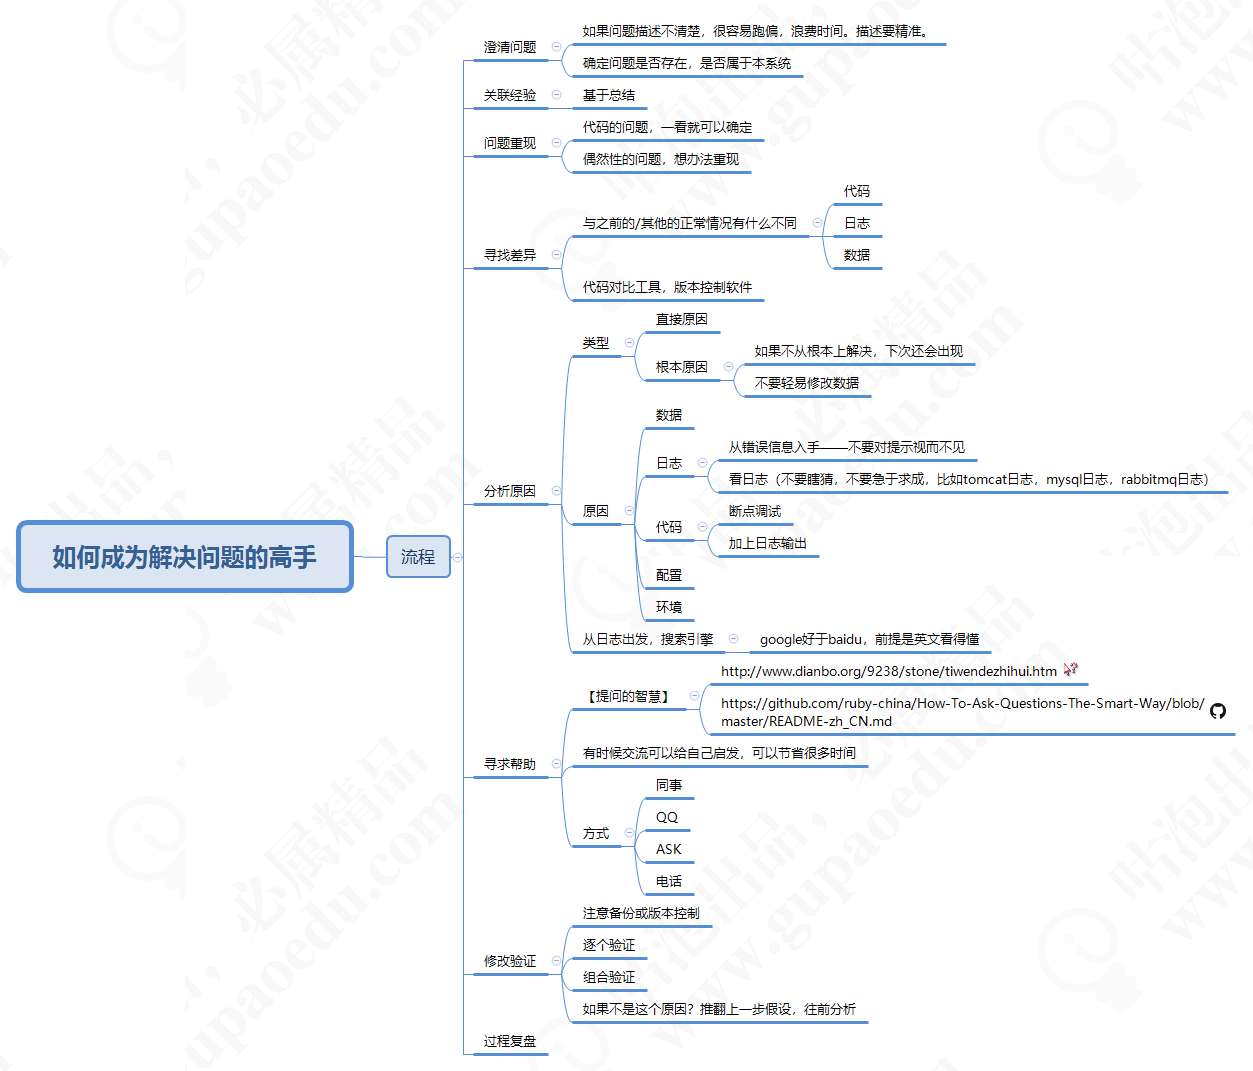 如何成为解决问题的高手
流程
澄清问题
如果问题描述不清楚，很容易跑偏，浪费时间。描述要精准。
确定问题是否存在，是否属于本系统
关联经验
基于总结
问题重现
代码的问题，一看就可以确定
偶然性的问题，想办法重现
寻找差异
与之前的/其他的正常情况有什么不同
代码
日志
数据
代码对比工具，版本控制软件
分析原因
类型
直接原因
根本原因
如果不从根本上解决，下次还会出现
不要轻易修改数据
原因
数据
日志
从错误信息入手——不要对提示视而不见
看日志（不要瞎猜，不要急于求成，比如tomcat日志，mysql日志，rabbitmq日志）
代码
断点调试
加上日志输出
配置
环境
从日志出发，搜索引擎
google好于baidu，前提是英文看得懂
寻求帮助
【提问的智慧】
http://www.dianbo.org/9238/stone/tiwendezhihui.htm
https://github.com/ruby-china/How-To-Ask-Questions-The-Smart-Way/blob/
master/README-zh_CN.md
有时候交流可以给自己启发，可以节省很多时间
方式
同事
QQ
ASK
电话
修改验证
注意备份或版本控制
逐个验证
组合验证
如果不是这个原因？推翻上一步假设，往前分析
过程复盘
咕泡出品，必属精品
www.gupaoedu.com